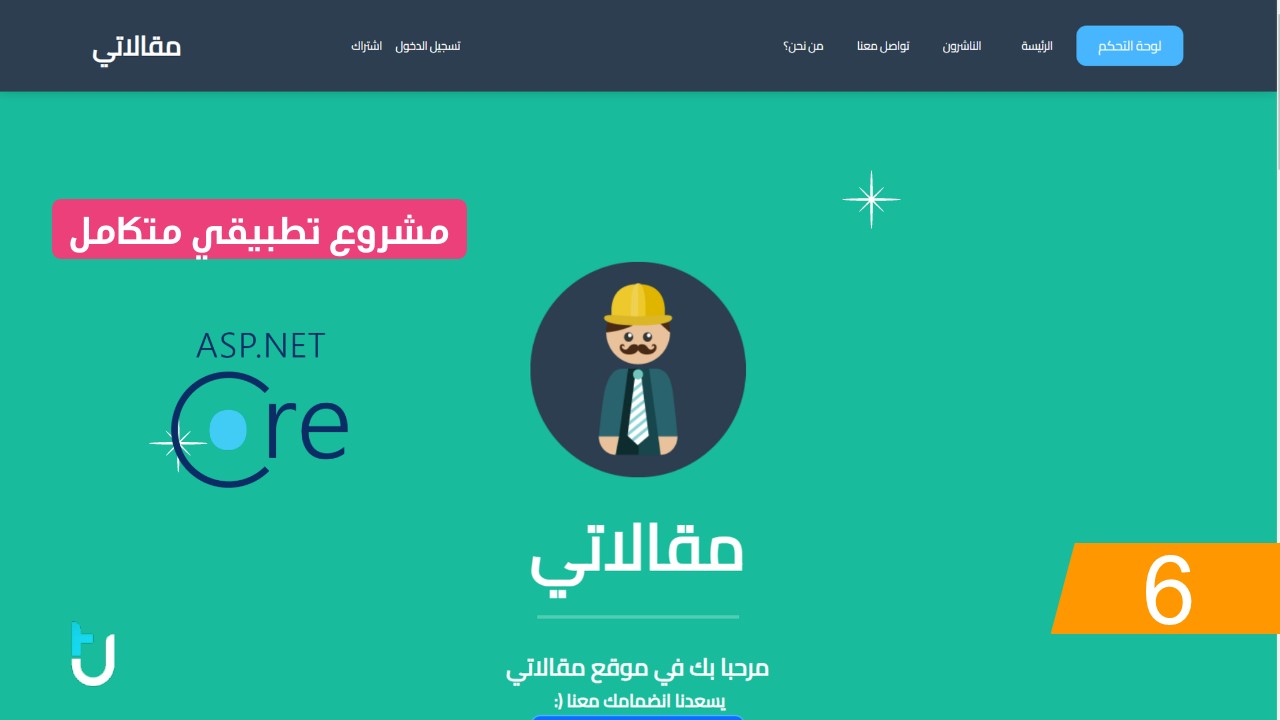 لوحة التحكم
الرئيسة
الناشرون
تواصل معنا
من نحن؟
تسجيل الدخول
اشتراك
مقالاتي
مشروع تطبيقي متكامل
ASP.NET
Core
مقالاتي
6
مرحبا بك في موقع مقالاتي
يسعدنا انضمامك معنا (:
tu